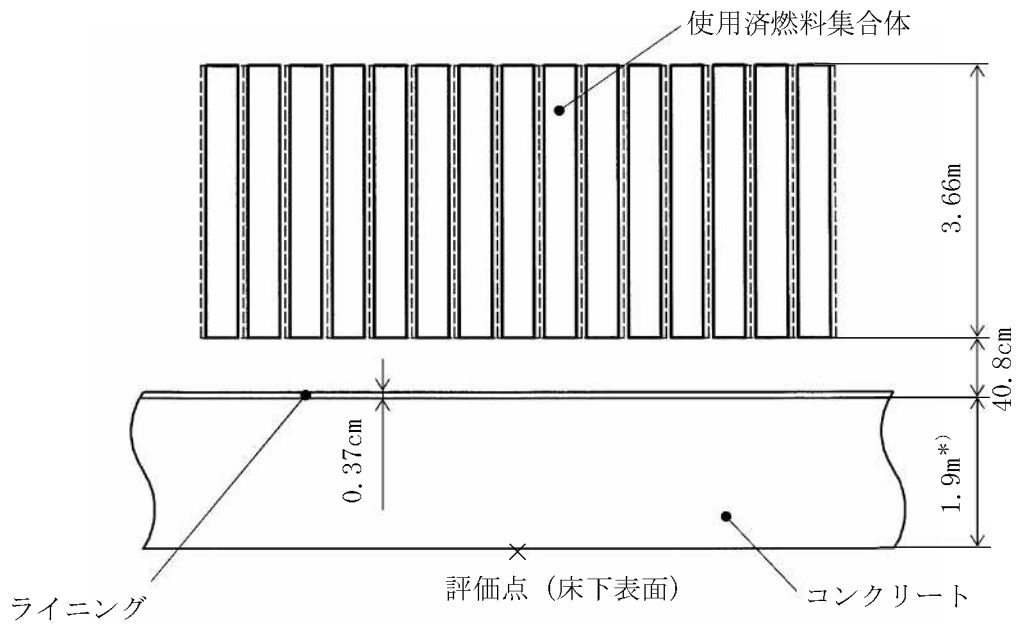 使用済燃料集合体
3.66m
40.8cm
0.37cm
1.9m*)
評価点 (床下表面)
ライニング
コンクリート